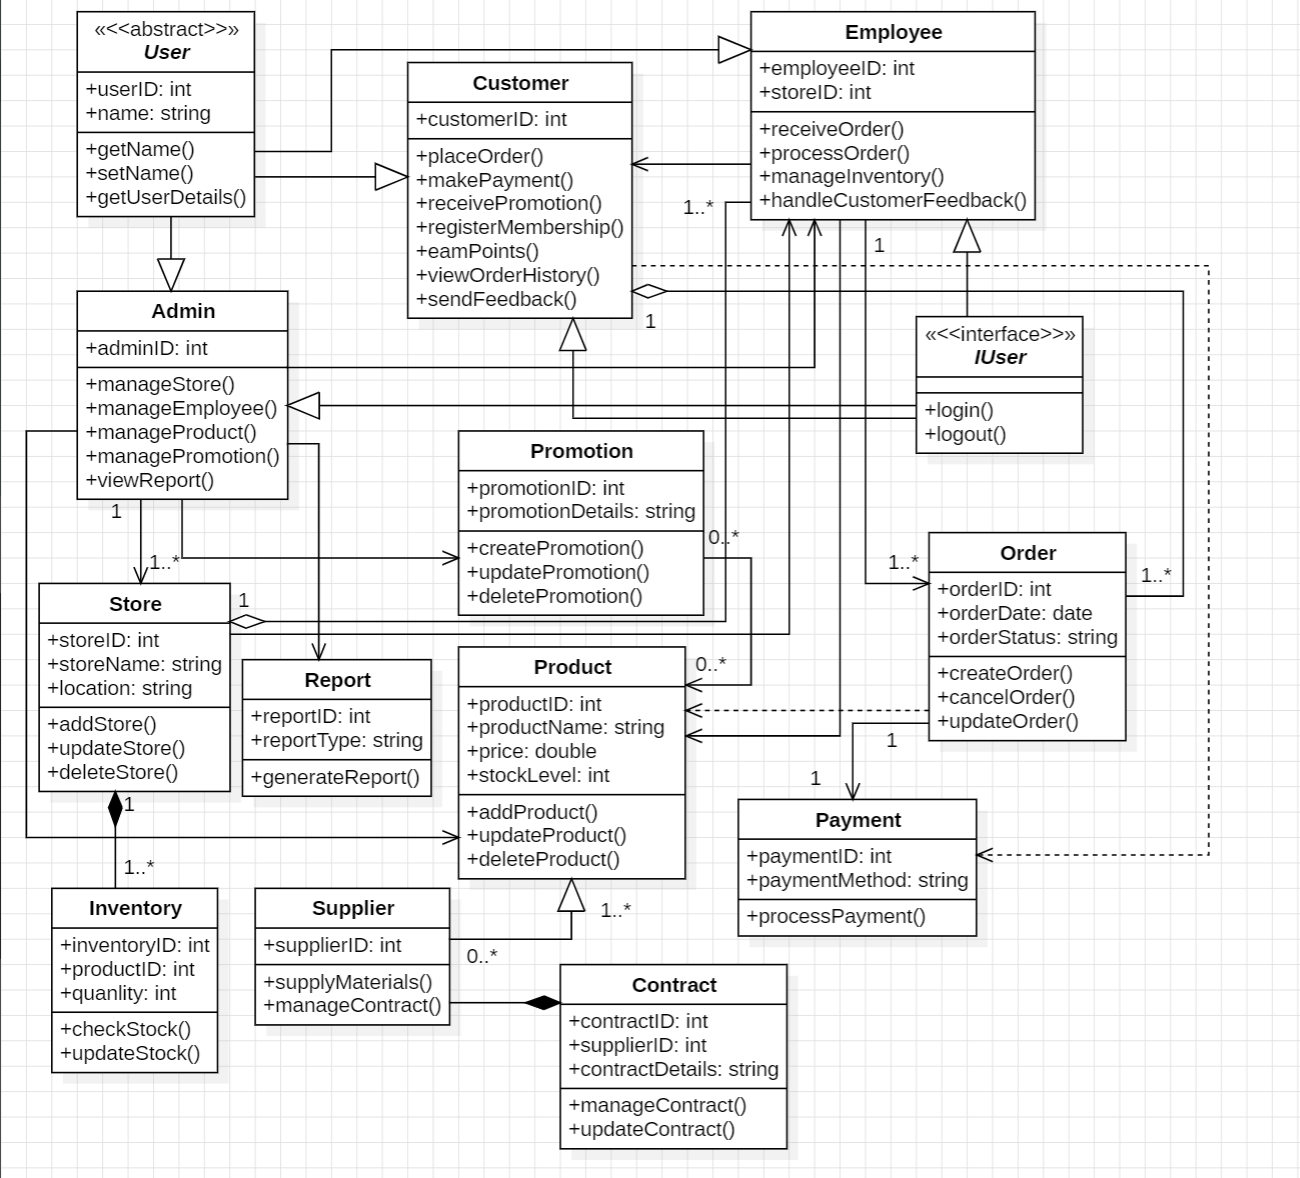 «<<abstract>>»
User
+userID: int
+name: string
+getName()
+setName()
+getUserDetails()
Customer
+customerID: int
+placeOrder()
+makePayment()
+receivePromotion()
+registerMembership()
+eamPoints()
+viewOrderHistory()
+sendFeedback()
Employee
+employeeID: int
+storeID: int
+receiveOrder()
+processOrder()
+manageInventory()
+handleCustomerFeedback()
1..*
1
1
«<<interface>>»
IUser
+login()
+logout()
Admin
+adminID: int
+manageStore()
+manageEmployee()
+manageProduct()
+managePromotion()
+viewReport()
1
1..*
Promotion
+promotionID: int
+promotionDetails: string
+createPromotion()
+updatePromotion()
+deletePromotion()
0..*
0..*
1..*
1..*
Order
+orderID: int
+orderDate: date
+orderStatus: string
+createOrder()
+cancelOrder()
+updateOrder()
1
1
Store
+storeID: int
+storeName: string
+location: string
+addStore()
+updateStore()
+deleteStore()
1
1
1..*
Report
+reportID: int
+reportType: string
+generateReport()
Product
+productID: int
+productName: string
+price: double
+stockLevel: int
+addProduct()
+updateProduct()
+deleteProduct()
1..*
0..*
Payment
+paymentID: int
+paymentMethod: string
+processPayment()
Inventory
+inventoryID: int
+productID: int
+quanlity: int
+checkStock()
+updateStock()
Supplier
+supplierID: int
+supplyMaterials()
+manageContract()
Contract
+contractID: int
+supplierID: int
+contractDetails: string
+manageContract()
+updateContract()